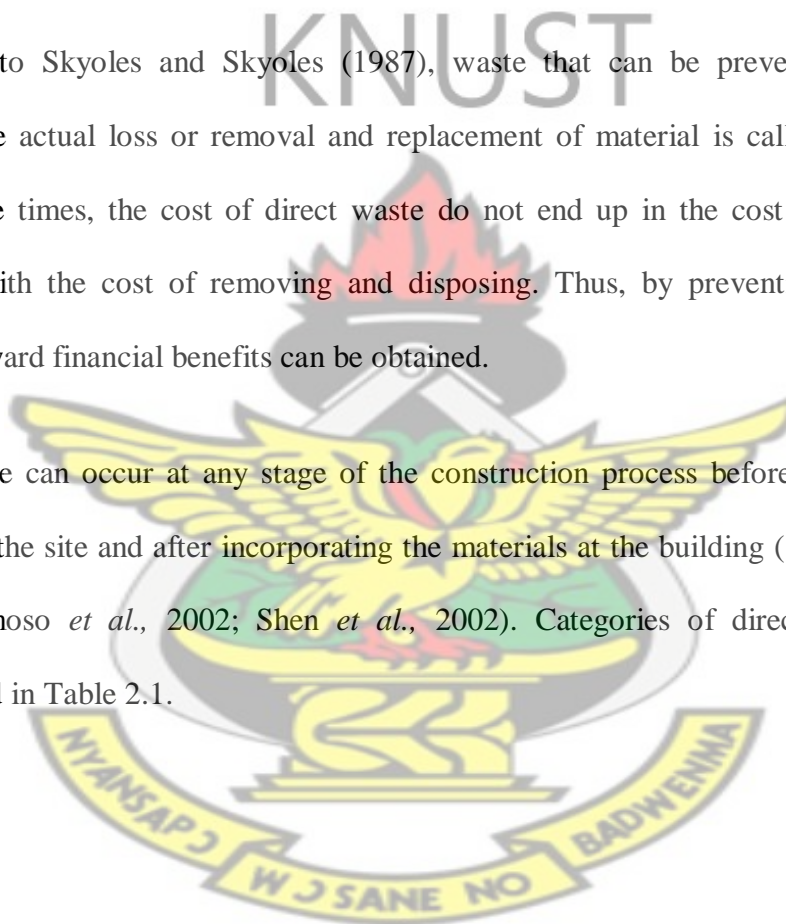 KNUST
to Skyoles and Skyoles (1987), waste that can be preve
e actual loss or removal and replacement of material is cal
e times, the cost of direct waste do not end up in the cost
ith the cost of removing and disposing. Thus, by prevent
ward financial benefits can be obtained.
e can occur at any stage of the construction process before
the site and after incorporating the materials at the building (
noso et al., 2002; Shen et al., 2002). Categories of direc
d in Table 2.1.
NYANSAPƆ
WƆSANE NO
BADWENMA